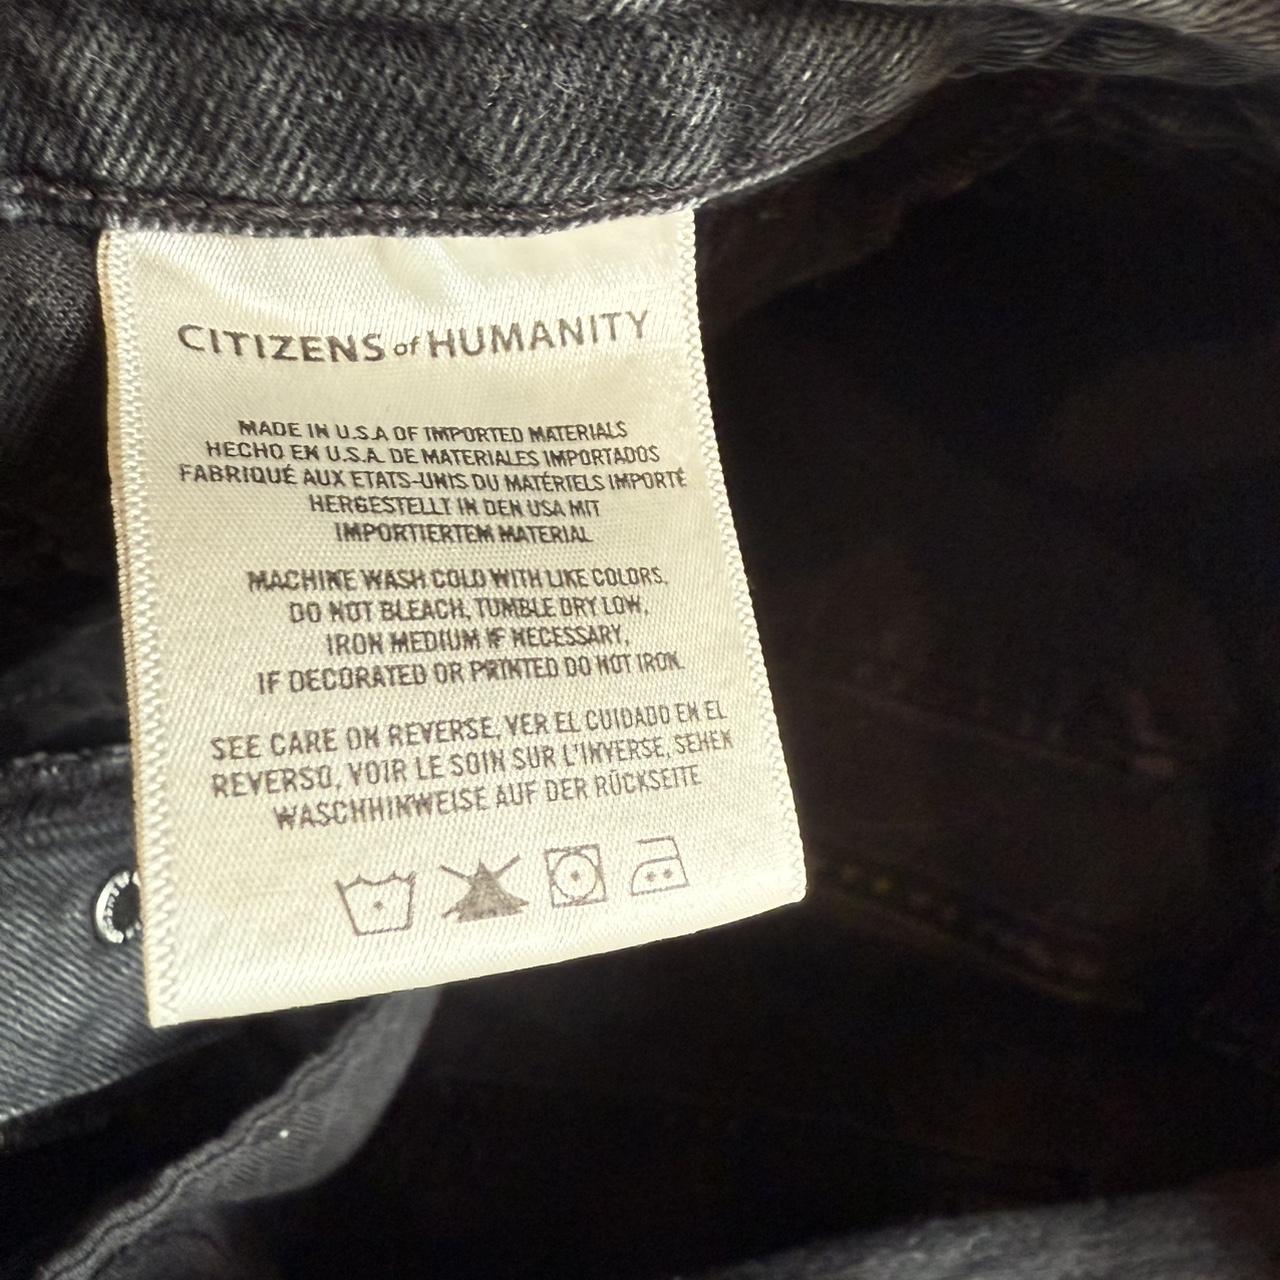 CITIZENS of HUMANITY
MADE IN U.S.A OF IMPORTED MATERIALS
HECHO EN U.S.A. DE MATERIALES IMPORTADOS
FABRIQUÉ AUX ETATS-UNIS DU MATÉRIELS IMPORTÉ
HERGESTELLT IN DEN USA MIT
IMPORTIERTEM MATERIAL
MACHINE WASH COLD WITH LIKE COLORS,
DO NOT BLEACH, TUMBLE DRY LOW,
IRON MEDIUM IF NECESSARY,
IF DECORATED OR PRINTED DO NOT IRON.
SEE CARE ON REVERSE, VER EL CUIDADO EN EL
REVERSO, VOIR LE SOIN SUR L'INVERSE, SEHEN
WASCHHINWEISE AUF DER RÜCKSEITE